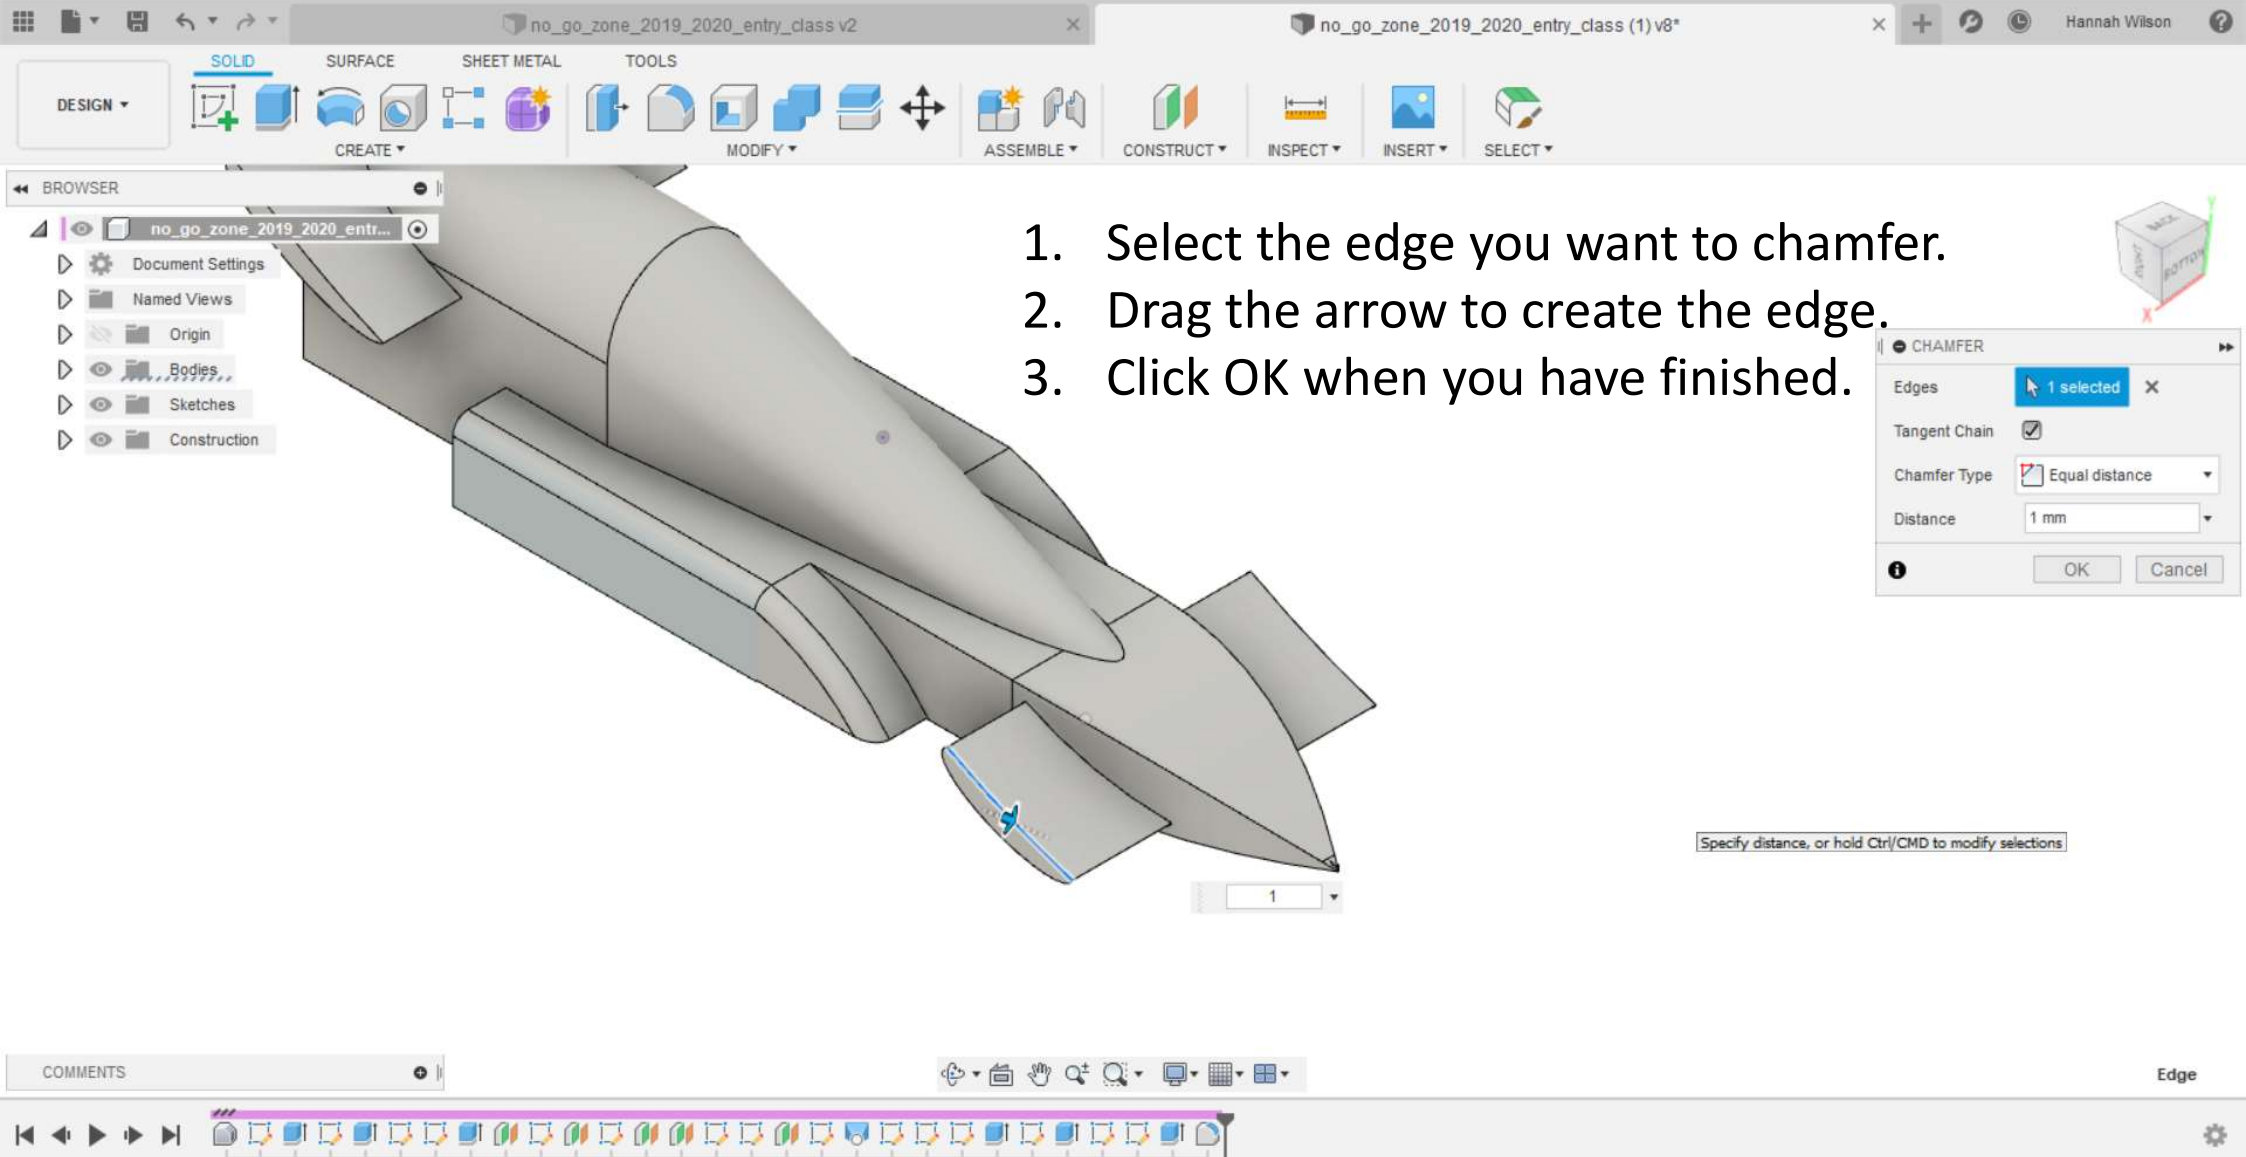 no_go_zone_2019_2020_entry_class v2
no_go_zone_2019_2020_entry_class (1) v8*
Hannah Wilson
SOLID SURFACE SHEET METAL TOOLS
DESIGN
CREATE MODIFY ASSEMBLE CONSTRUCT INSPECT INSERT SELECT
BROWSER
no_go_zone_2019_2020_entr...
Document Settings
Named Views
Origin
Bodies
Sketches
Construction
1. Select the edge you want to chamfer.
2. Drag the arrow to create the edge.
3. Click OK when you have finished.
BACK
RIGHT
BOTTOM
Y
X
CHAMFER
Edges 1 selected
Tangent Chain
Chamfer Type Equal distance
Distance 1 mm
OK Cancel
Specify distance, or hold Ctrl/CMD to modify selections
1
COMMENTS
Edge